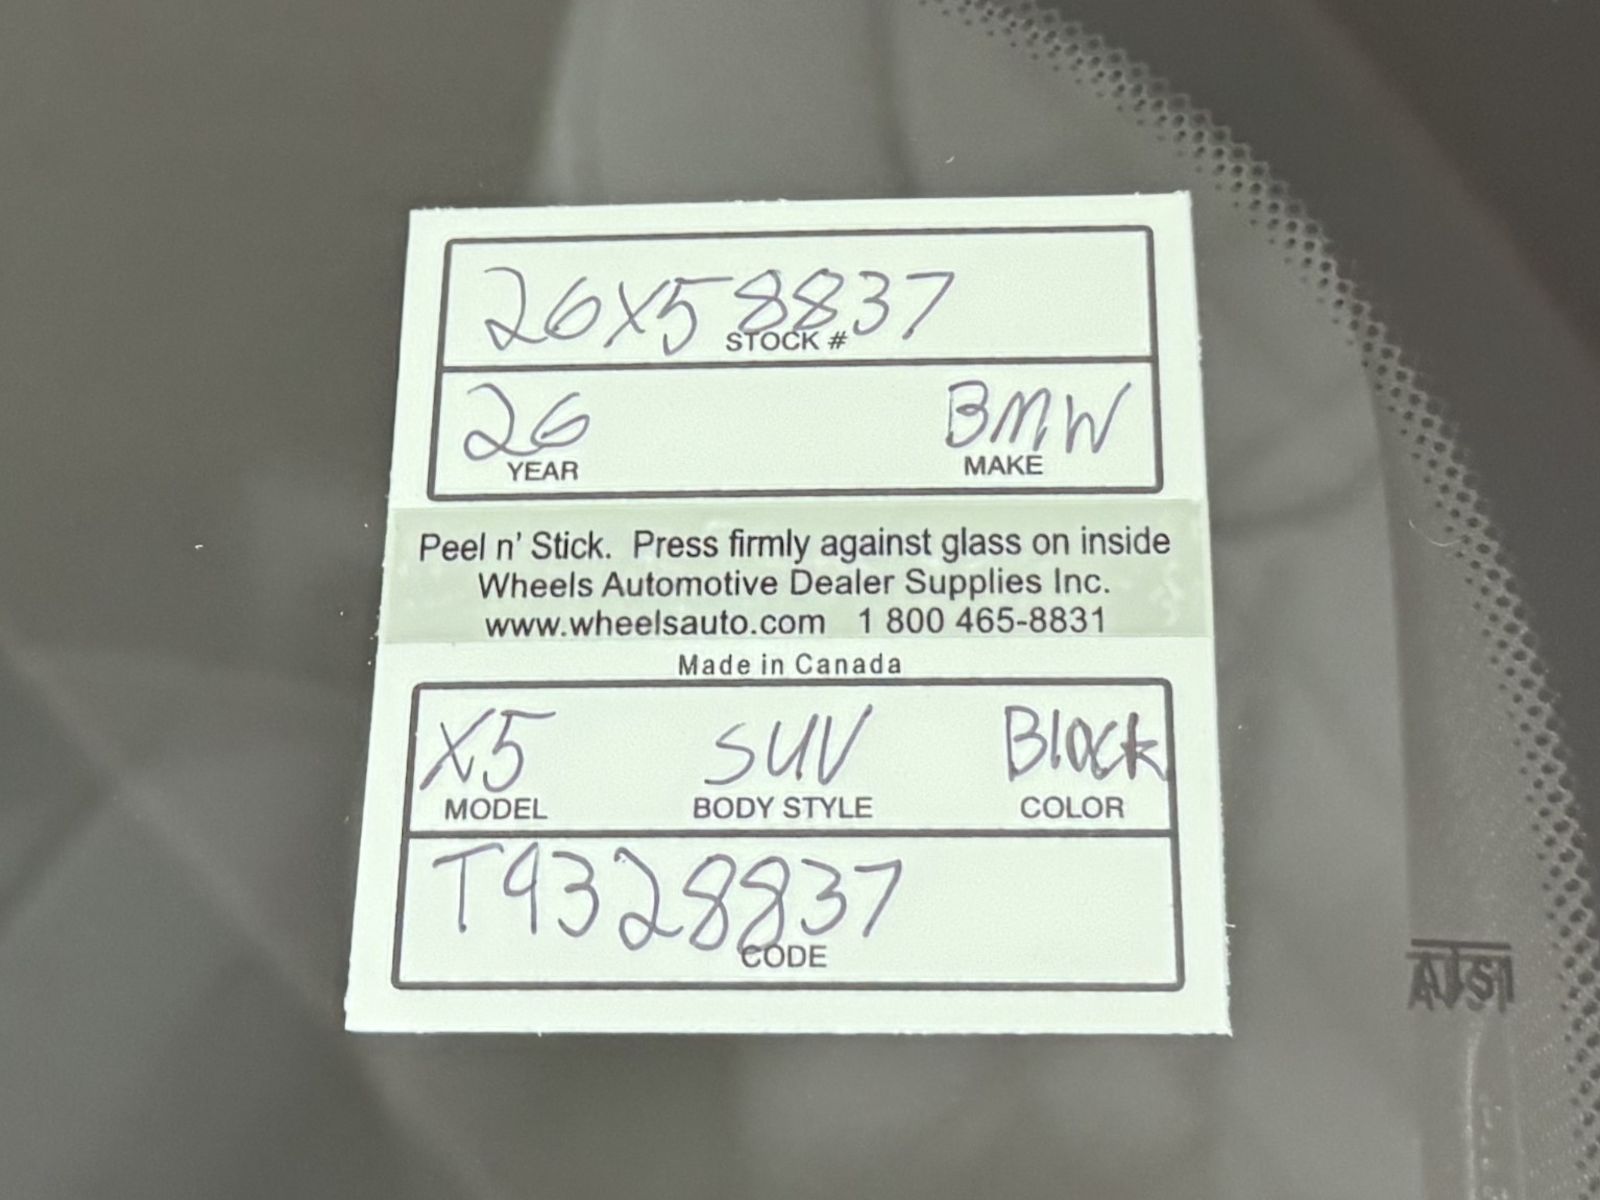 26X58837
STOCK #
26 BMW
YEAR MAKE
Peel n' Stick. Press firmly against glass on inside
Wheels Automotive Dealer Supplies Inc.
www.wheelsauto.com 1 800 465-8831
Made in Canada
X5 SUV Black
MODEL BODY STYLE COLOR
T9328837
CODE